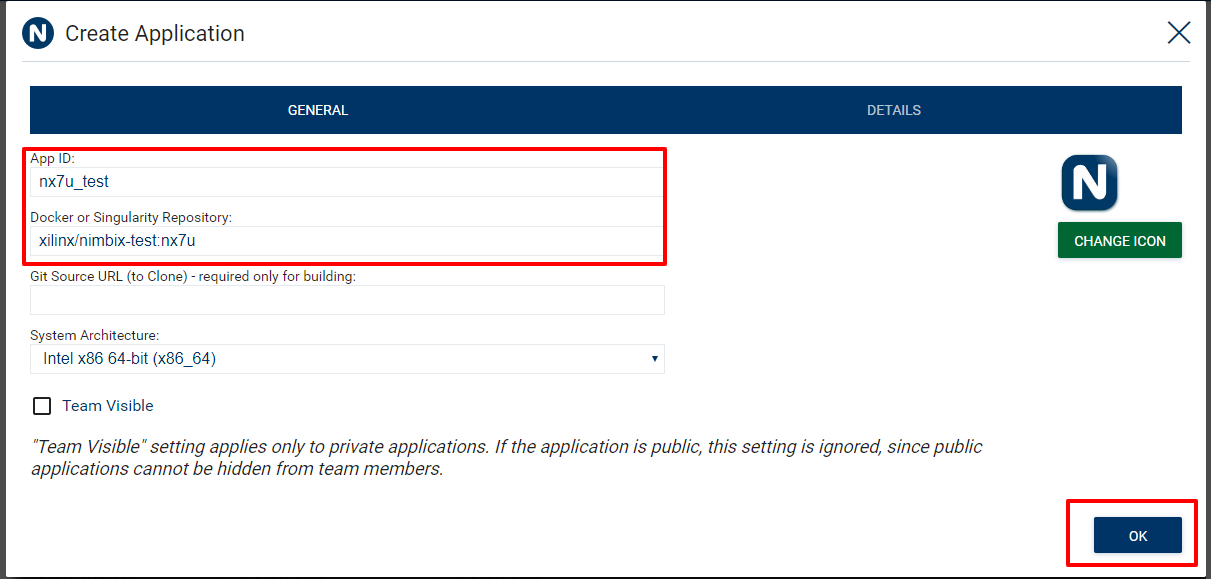 N Create Application
GENERAL DETAILS
App ID:
nx7u_test
N
Docker or Singularity Repository:
xilinx/nimbix-test:nx7u
CHANGE ICON
Git Source URL (to Clone) - required only for building:
System Architecture:
Intel x86 64-bit (x86_64)
Team Visible
"Team Visible" setting applies only to private applications. If the application is public, this setting is ignored, since public
applications cannot be hidden from team members.
OK